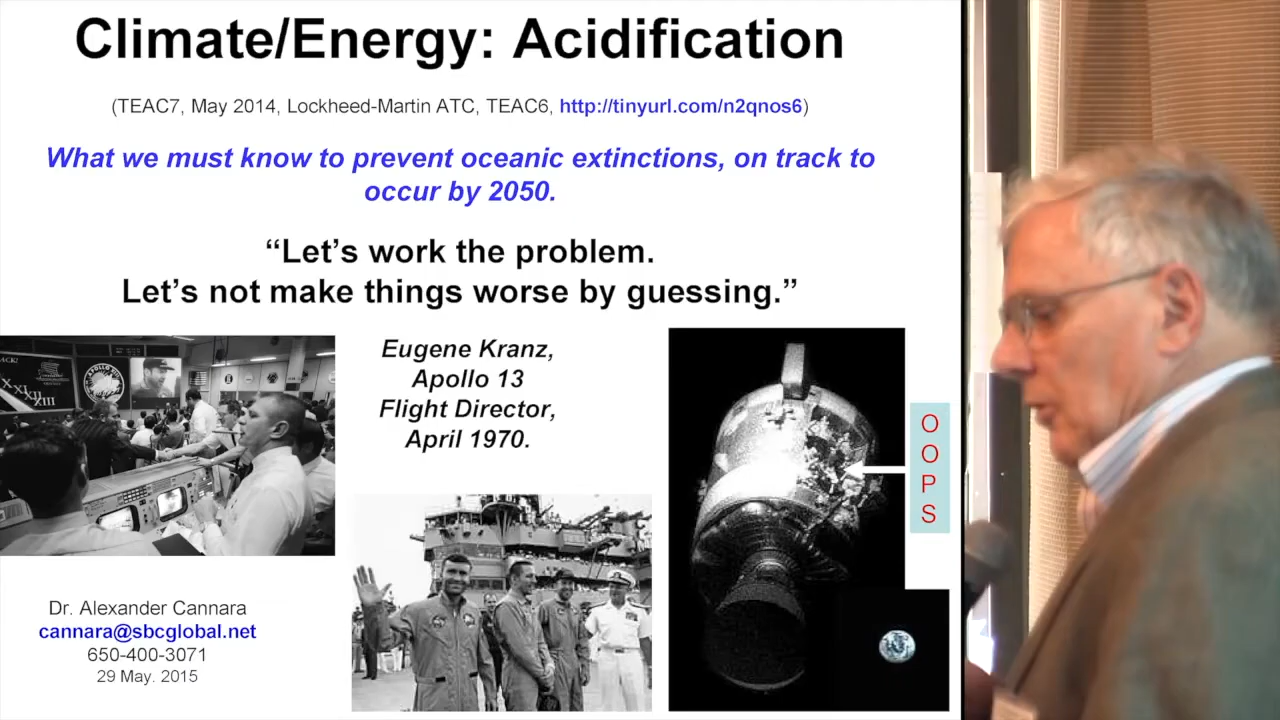 Climate/Energy: Acidification
(TEAC7, May 2014, Lockheed-Martin ATC, TEAC6, http://tinyurl.com/n2qnos6)
What we must know to prevent oceanic extinctions, on track to
occur by 2050.
“Let’s work the problem.
Let’s not make things worse by guessing.”
Eugene Kranz,
Apollo 13
Flight Director,
April 1970.
O
O
P
S
Dr. Alexander Cannara
cannara@sbcglobal.net
650-400-3071
29 May. 2015